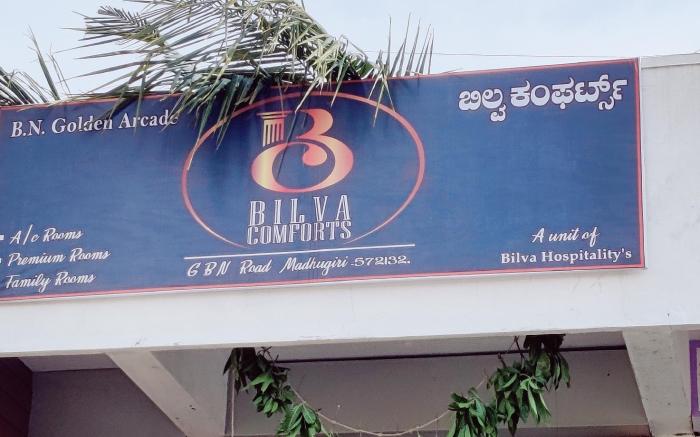 B.N. Golden Arcade
ಬಿಲ್ವ ಕಂಫರ್ಟ್ಸ್
B
BILVA
COMFORTS
A/c Rooms
Premium Rooms
Family Rooms
G B N Road Madhugiri -572132.
A unit of
Bilva Hospitality's